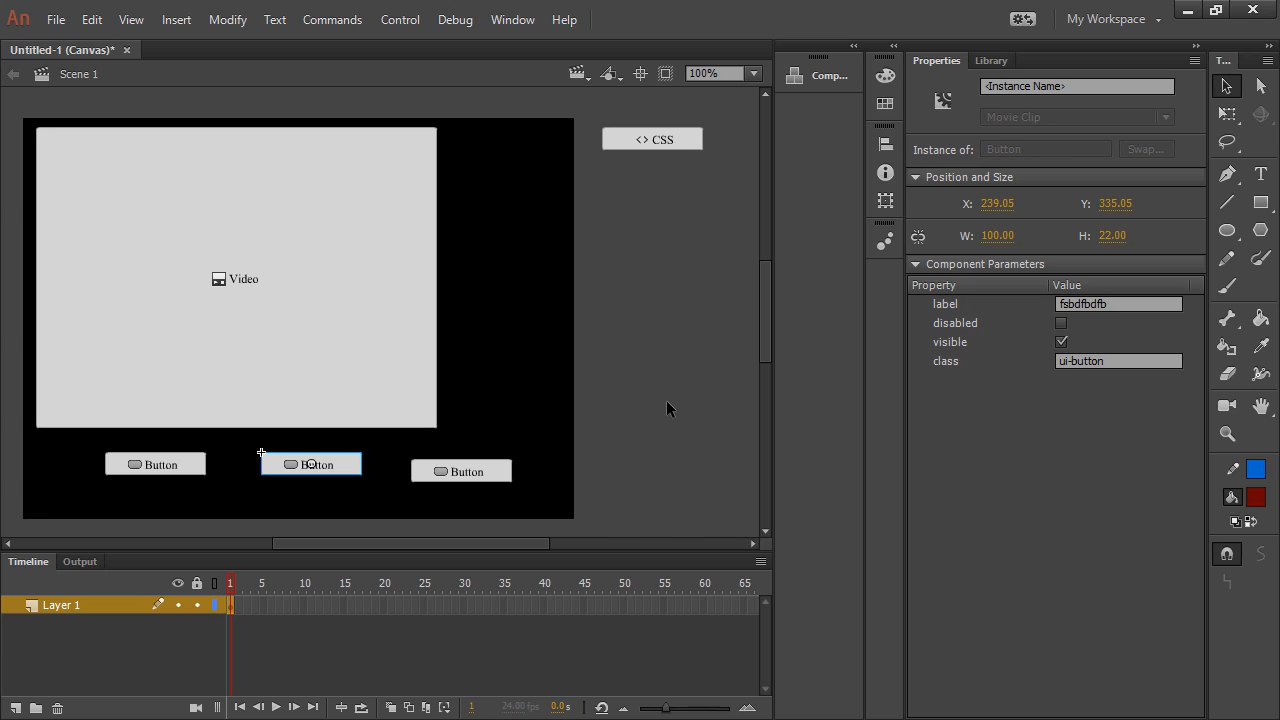 An File Edit View Insert Modify Text Commands Control Debug Window Help My Workspace
Untitled-1 (Canvas)* ×
Scene 1 100%
Comp...
Properties Library T...
<Instance Name>
Movie Clip
Instance of: Button Swap...
Position and Size
X: 239.05 Y: 335.05
W: 100.00 H: 22.00
Component Parameters
Property Value
label fsbdfbdfb
disabled
visible
class ui-button
<> CSS
Video
Button Button Button
Timeline Output
1 5 10 15 20 25 30 35 40 45 50 55 60 65
Layer 1
1 24.00 fps 0.0 s